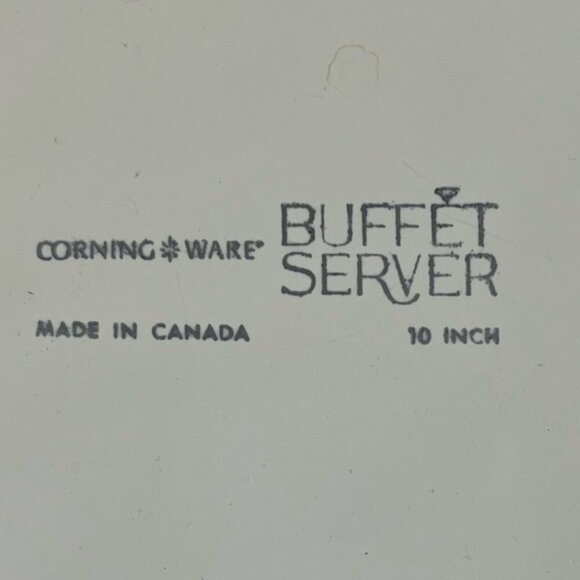 CORNING✲WARE®
BUFFET
SERVER
MADE IN CANADA
10 INCH